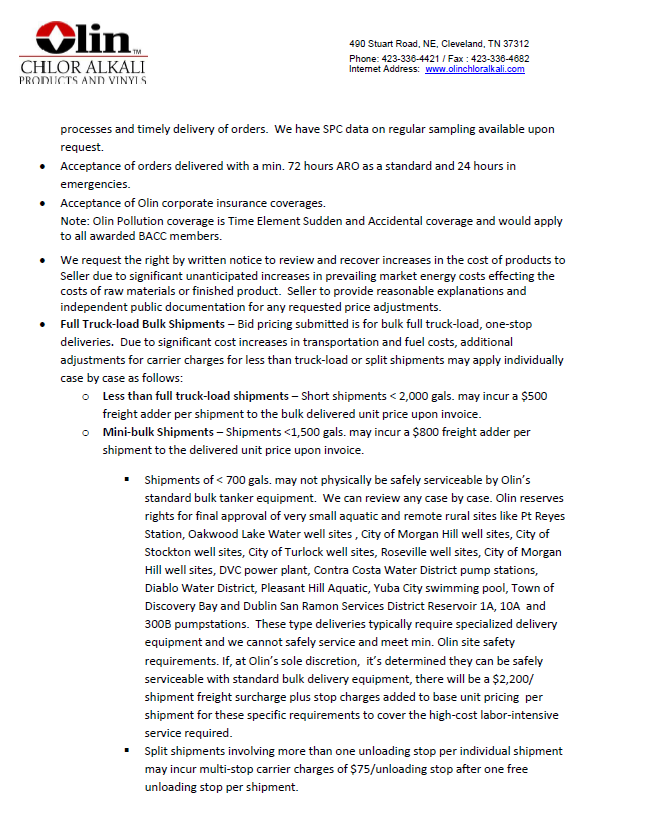 Olin TM
CHLOR ALKALI
PRODUCTS AND VINYLS
490 Stuart Road, NE, Cleveland, TN 37312
Phone: 423-336-4421 / Fax : 423-336-4682
Internet Address: www.olinchloralkali.com
processes and timely delivery of orders. We have SPC data on regular sampling available upon
request.
• Acceptance of orders delivered with a min. 72 hours ARO as a standard and 24 hours in
emergencies.
• Acceptance of Olin corporate insurance coverages.
Note: Olin Pollution coverage is Time Element Sudden and Accidental coverage and would apply
to all awarded BACC members.
• We request the right by written notice to review and recover increases in the cost of products to
Seller due to significant unanticipated increases in prevailing market energy costs effecting the
costs of raw materials or finished product. Seller to provide reasonable explanations and
independent public documentation for any requested price adjustments.
• Full Truck-load Bulk Shipments – Bid pricing submitted is for bulk full truck-load, one-stop
deliveries. Due to significant cost increases in transportation and fuel costs, additional
adjustments for carrier charges for less than truck-load or split shipments may apply individually
case by case as follows:
o Less than full truck-load shipments – Short shipments < 2,000 gals. may incur a $500
freight adder per shipment to the bulk delivered unit price upon invoice.
o Mini-bulk Shipments – Shipments <1,500 gals. may incur a $800 freight adder per
shipment to the delivered unit price upon invoice.
▪ Shipments of < 700 gals. may not physically be safely serviceable by Olin's
standard bulk tanker equipment. We can review any case by case. Olin reserves
rights for final approval of very small aquatic and remote rural sites like Pt Reyes
Station, Oakwood Lake Water well sites , City of Morgan Hill well sites, City of
Stockton well sites, City of Turlock well sites, Roseville well sites, City of Morgan
Hill well sites, DVC power plant, Contra Costa Water District pump stations,
Diablo Water District, Pleasant Hill Aquatic, Yuba City swimming pool, Town of
Discovery Bay and Dublin San Ramon Services District Reservoir 1A, 10A and
300B pumpstations. These type deliveries typically require specialized delivery
equipment and we cannot safely service and meet min. Olin site safety
requirements. If, at Olin's sole discretion, it's determined they can be safely
serviceable with standard bulk delivery equipment, there will be a $2,200/
shipment freight surcharge plus stop charges added to base unit pricing per
shipment for these specific requirements to cover the high-cost labor-intensive
service required.
▪ Split shipments involving more than one unloading stop per individual shipment
may incur multi-stop carrier charges of $75/unloading stop after one free
unloading stop per shipment.